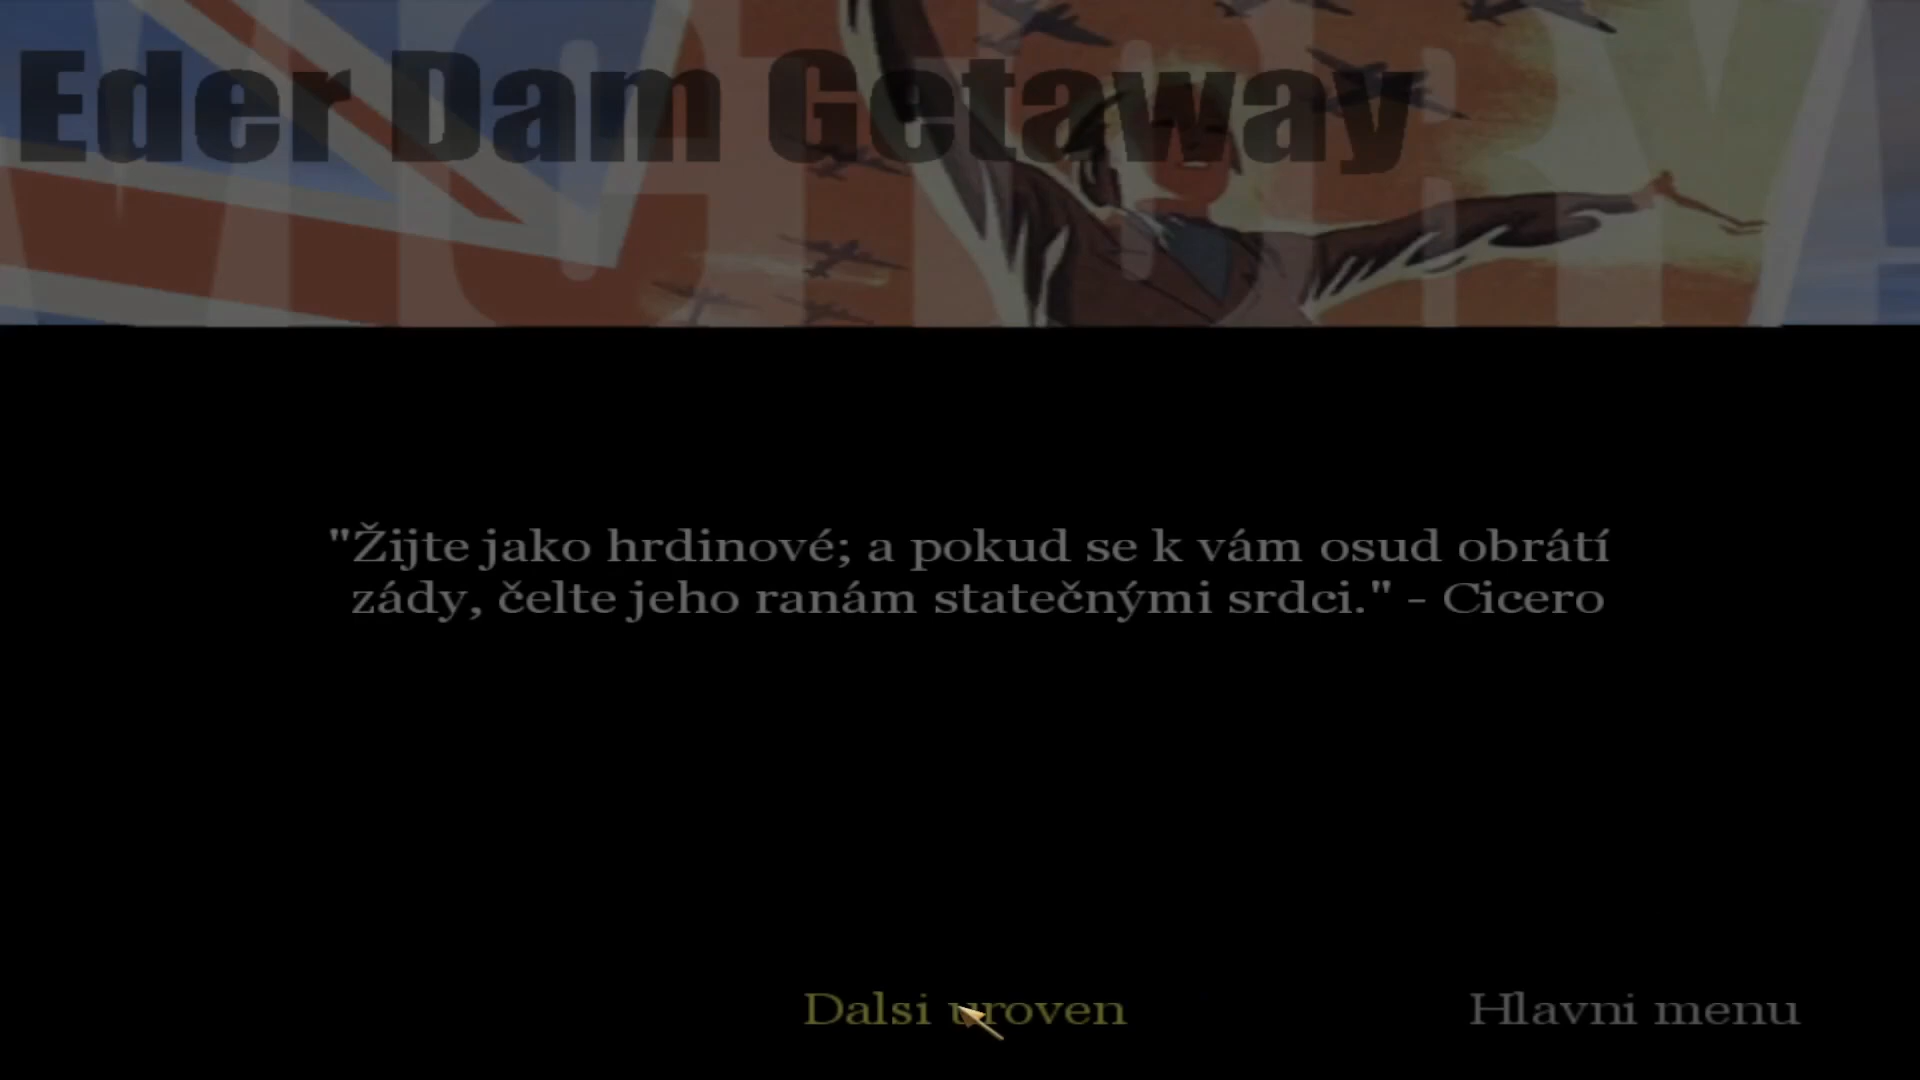 Eder Dam Getaway
"Žijte jako hrdinové; a pokud se k vám osud obrátí
zády, čelte jeho ranám statečnými srdci." - Cicero
Dalsi uroven
Hlavni menu